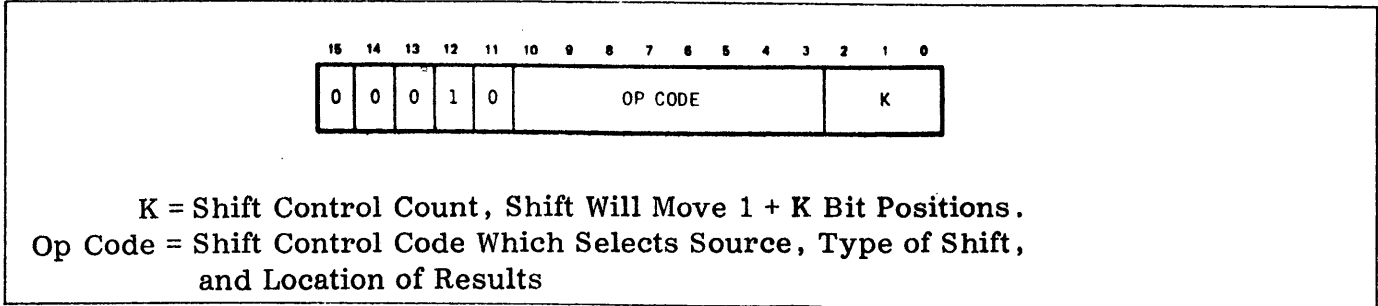 15 14 13 12 11 10 9 8 7 6 5 4 3 2 1 0
0 0 0 1 0 OP CODE K
K = Shift Control Count, Shift Will Move 1 + K Bit Positions.
Op Code = Shift Control Code Which Selects Source, Type of Shift,
and Location of Results